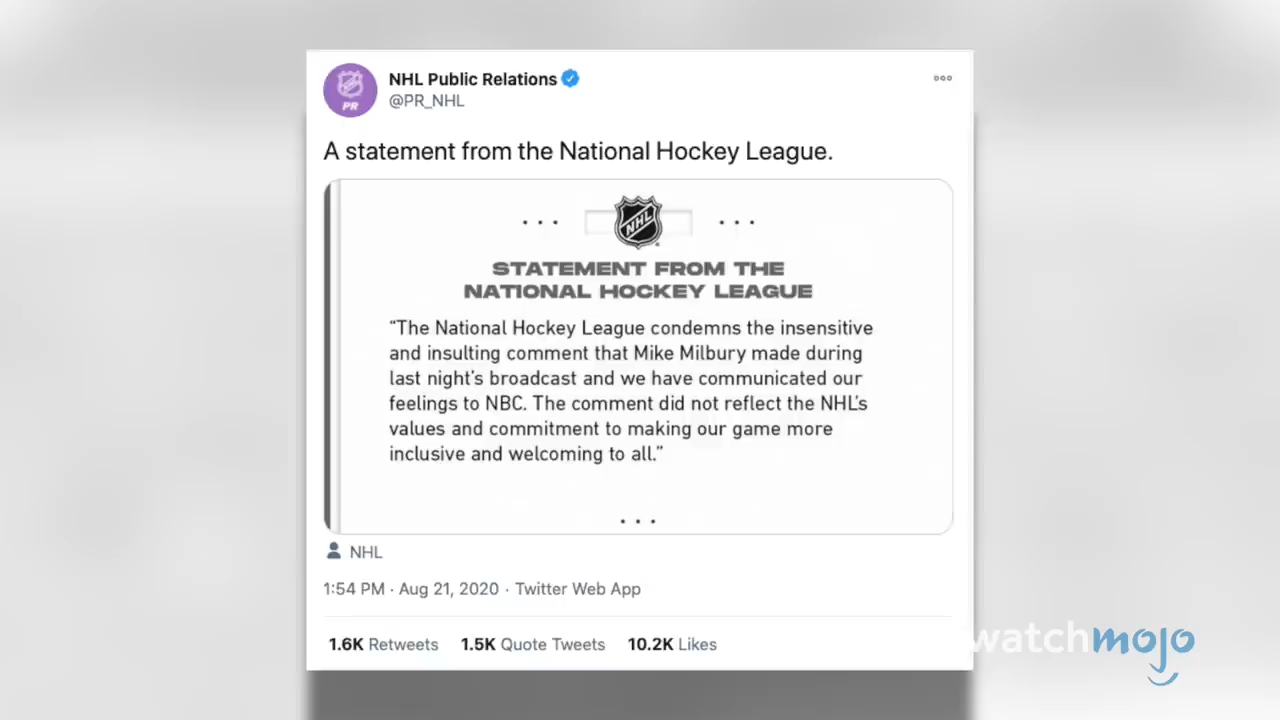 NHL Public Relations
PR
@PR_NHL
A statement from the National Hockey League.
NHL
STATEMENT FROM THE
NATIONAL HOCKEY LEAGUE
“The National Hockey League condemns the insensitive
and insulting comment that Mike Milbury made during
last night’s broadcast and we have communicated our
feelings to NBC. The comment did not reflect the NHL’s
values and commitment to making our game more
inclusive and welcoming to all.”
NHL
1:54 PM · Aug 21, 2020 · Twitter Web App
1.6K Retweets 1.5K Quote Tweets 10.2K Likes
watchmojo